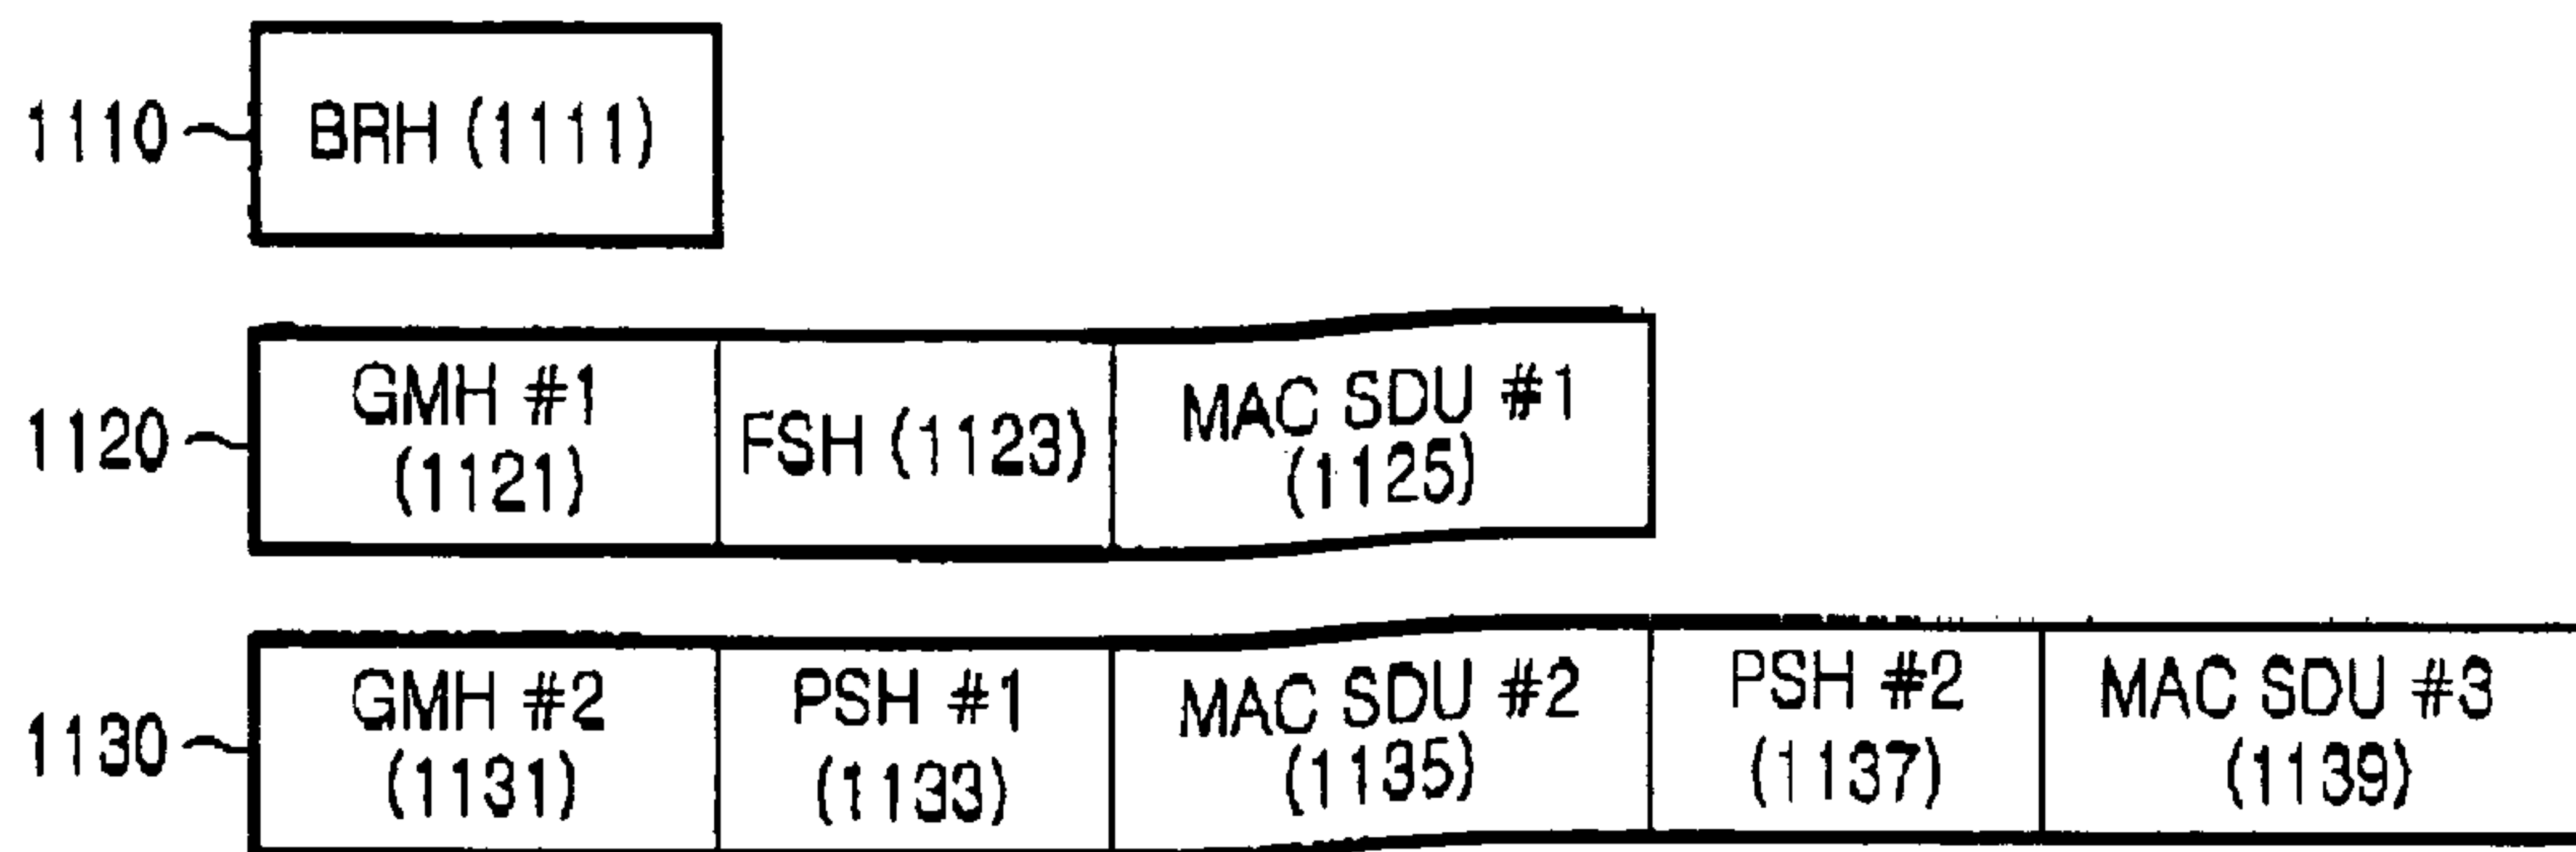 1110
BRH (1111)
1120
GMH #1
(1121)
FSH (1123)
MAC SDU #1
(1125)
1130
GMH #2
(1131)
PSH #1
(1133)
MAC SDU #2
(1135)
PSH #2
(1137)
MAC SDU #3
(1139)